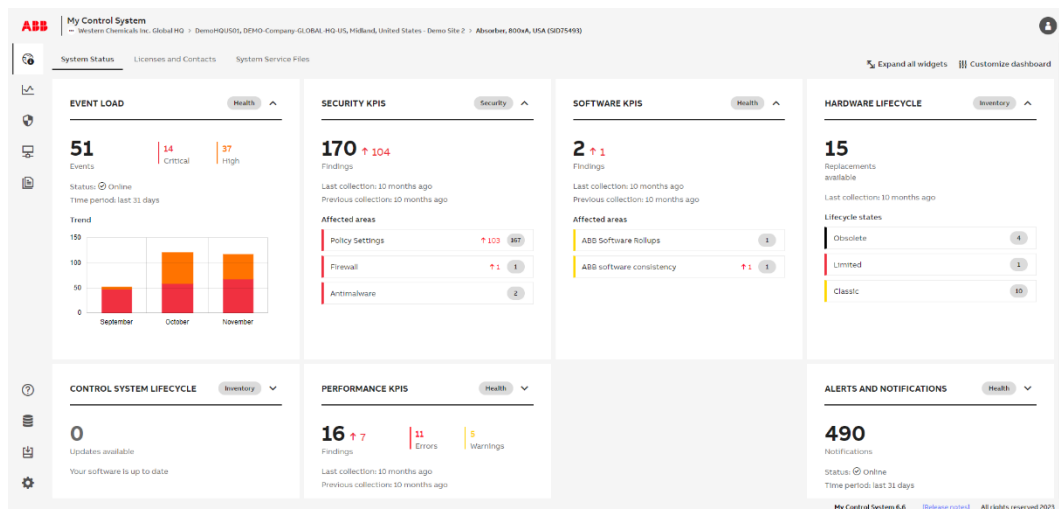 ABB
My Control System
Western Chemicals Inc. Global HQ > DemoHQUS01, DEMO-Company-GLOBAL-HQ-US, Midland, United States - Demo Site 2 > Absorber, 800xA, USA (SID75493)
System Status Licenses and Contacts System Service Files
Expand all widgets Customize dashboard
EVENT LOAD Health
51
Events
14
Critical
37
High
Status: Online
Time period: last 31 days
Trend
150
100
50
0
September October November
SECURITY KPIS Security
170 ↑ 104
Findings
Last collection: 10 months ago
Previous collection: 10 months ago
Affected areas
Policy Settings ↑ 103 167
Firewall ↑ 1 1
Antimalware 2
SOFTWARE KPIS Health
2 ↑ 1
Findings
Last collection: 10 months ago
Previous collection: 10 months ago
Affected areas
ABB Software Rollups 1
ABB software consistency ↑ 1 1
HARDWARE LIFECYCLE Inventory
15
Replacements
available
Last collection: 10 months ago
Lifecycle states
Obsolete 4
Limited 1
Classic 10
CONTROL SYSTEM LIFECYCLE Inventory
0
Updates available
Your software is up to date
PERFORMANCE KPIS Health
16 ↑ 7
Findings
11
Errors
5
Warnings
Last collection: 10 months ago
Previous collection: 10 months ago
ALERTS AND NOTIFICATIONS Health
490
Notifications
Status: Online
Time period: last 31 days
My Control System 6.6 [Release notes] All rights reserved 2023